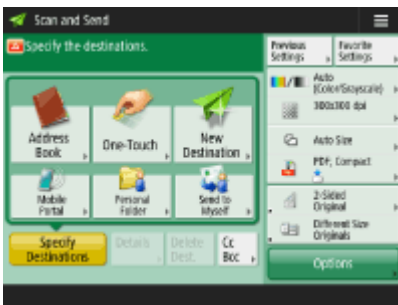 Scan and Send
Specify the destinations.
Previous
Settings
Favorite
Settings
Auto
(Color/Grayscale)
300x300 dpi
Address
Book
One-Touch
New
Destination
Auto Size
PDF; Compact
Mobile
Portal
Personal
Folder
Send to
Myself
2-Sided
Original
Different Size
Originals
Specify
Destinations
Details
Delete
Dest.
Cc
Bcc
Options